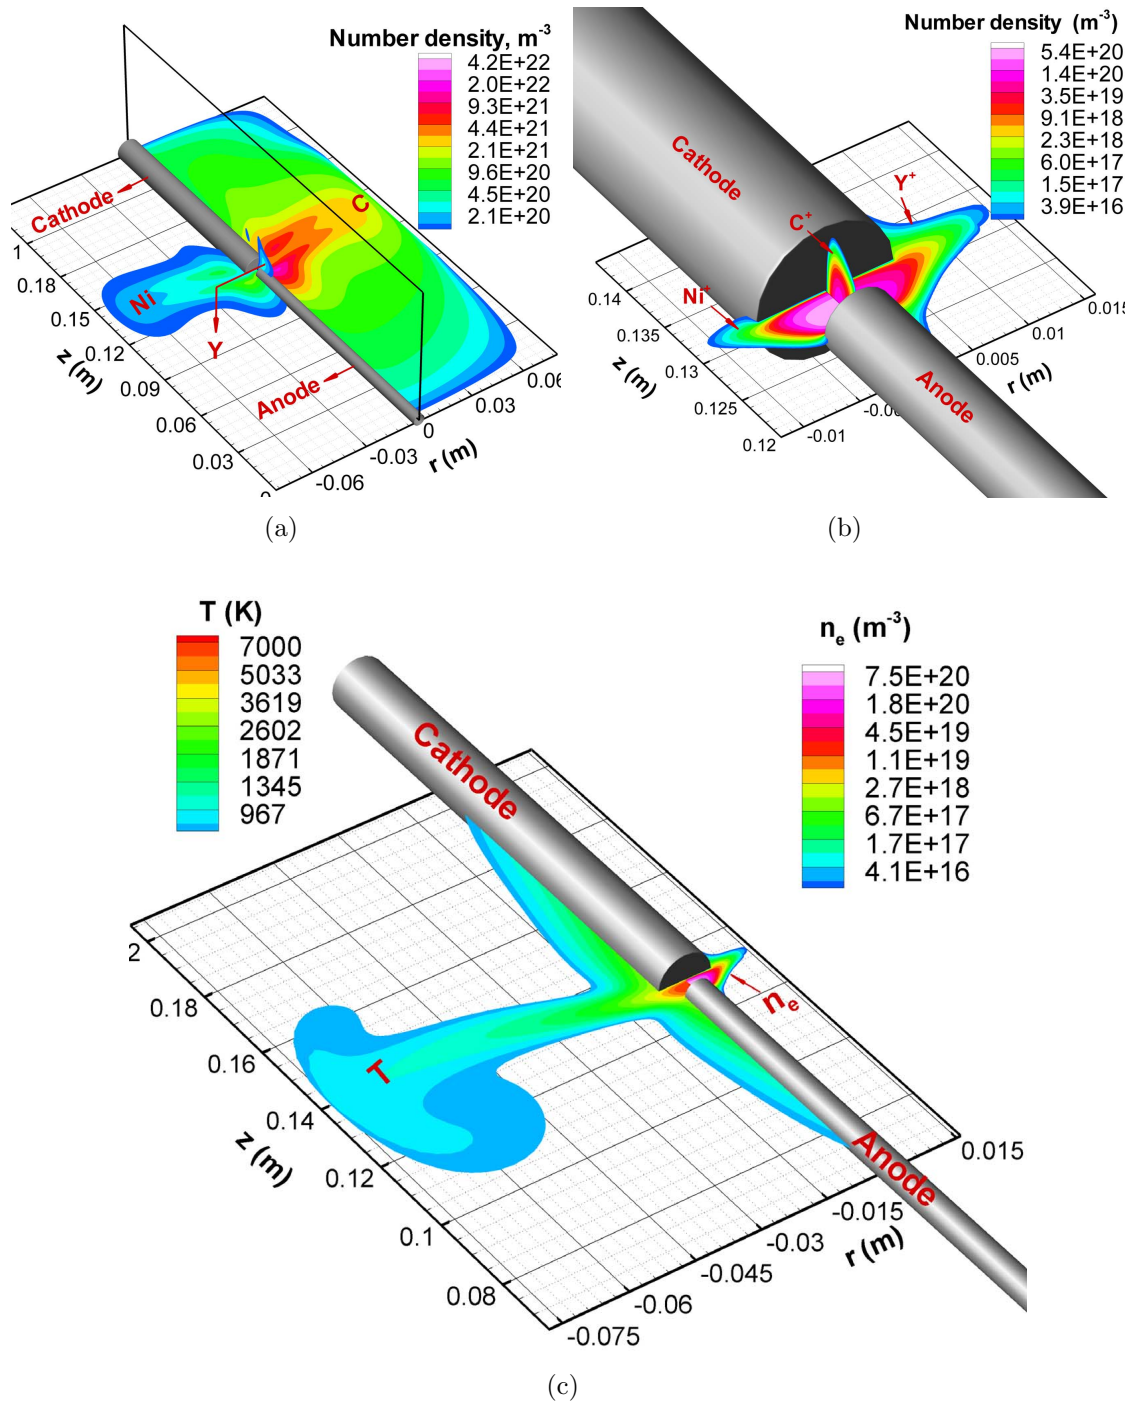 Number density, m-3
4.2E+22
2.0E+22
9.3E+21
4.4E+21
2.1E+21
9.6E+20
4.5E+20
2.1E+20
Cathode
C
Ni
Y
Anode
1
0.18
0.15
0.12
0.09
0.06
0.03
z (m)
-0.06
-0.03
0
0.03
0.06
r (m)
(a)
Number density (m-3)
5.4E+20
1.4E+20
3.5E+19
9.1E+18
2.3E+18
6.0E+17
1.5E+17
3.9E+16
Cathode
Y+
C+
Ni+
Anode
0.14
0.135
0.13
0.125
0.12
z (m)
-0.01
0.005
0.01
0.015
r (m)
(b)
T (K)
7000
5033
3619
2602
1871
1345
967
ne (m-3)
7.5E+20
1.8E+20
4.5E+19
1.1E+19
2.7E+18
6.7E+17
1.7E+17
4.1E+16
Cathode
ne
T
Anode
2
0.18
0.16
0.14
0.12
0.1
0.08
z (m)
-0.075
-0.06
-0.045
-0.03
-0.015
0.015
r (m)
(c)